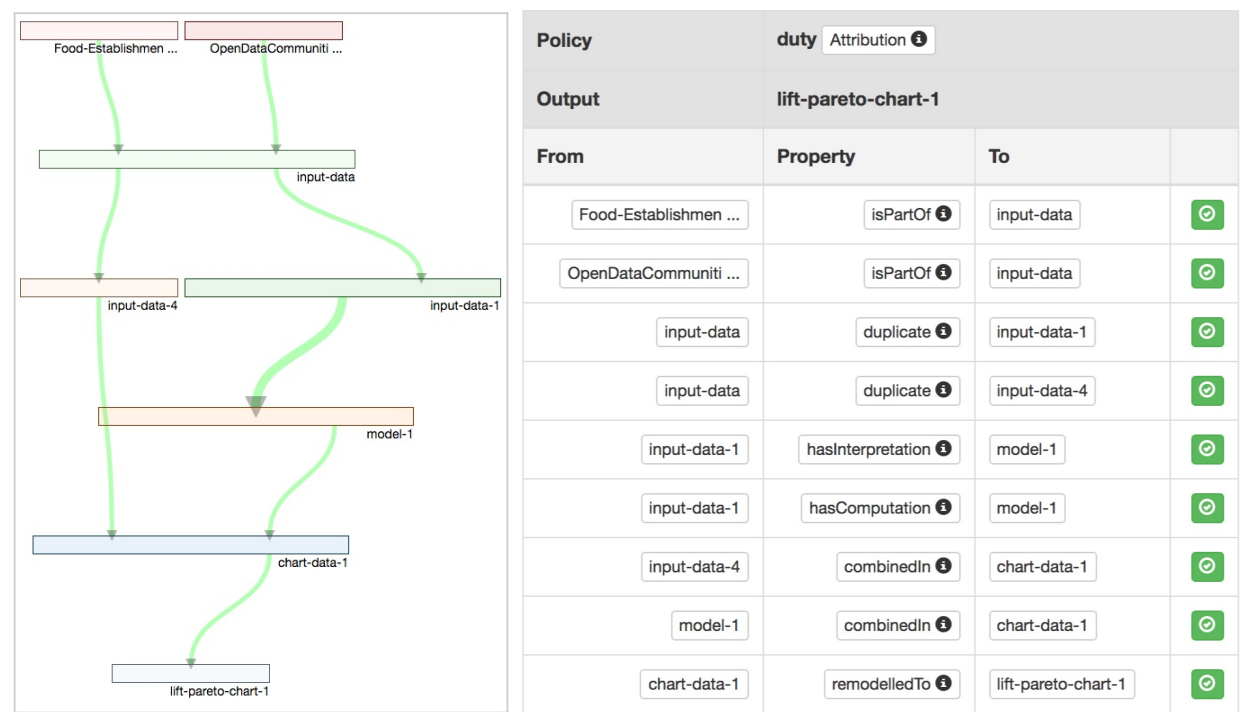 Food-Establishmen ...
OpenDataCommuniti ...
input-data
input-data-4
input-data-1
model-1
chart-data-1
lift-pareto-chart-1
Policy duty Attribution
Output lift-pareto-chart-1
From Property To
Food-Establishmen ... isPartOf input-data
OpenDataCommuniti ... isPartOf input-data
input-data duplicate input-data-1
input-data duplicate input-data-4
input-data-1 hasInterpretation model-1
input-data-1 hasComputation model-1
input-data-4 combinedIn chart-data-1
model-1 combinedIn chart-data-1
chart-data-1 remodelledTo lift-pareto-chart-1